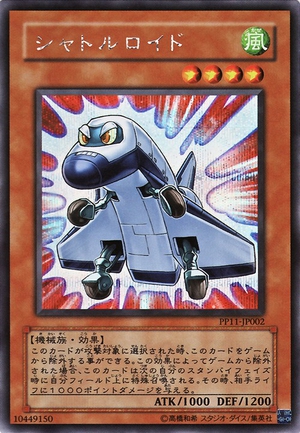 シャトルロイド
風
PP11-JP002
【機械族・効果】
このカードが攻撃対象に選択された時、このカードをゲーム
から除外する事ができる。この効果によってゲームから除外
された場合、このカードは次の自分のスタンバイフェイズ
時に自分フィールド上に特殊召喚される。その時、相手ライ
フに1000ポイントダメージを与える。
ATK/1000 DEF/1200
10449150
©高橋和希 スタジオ・ダイス/集英社